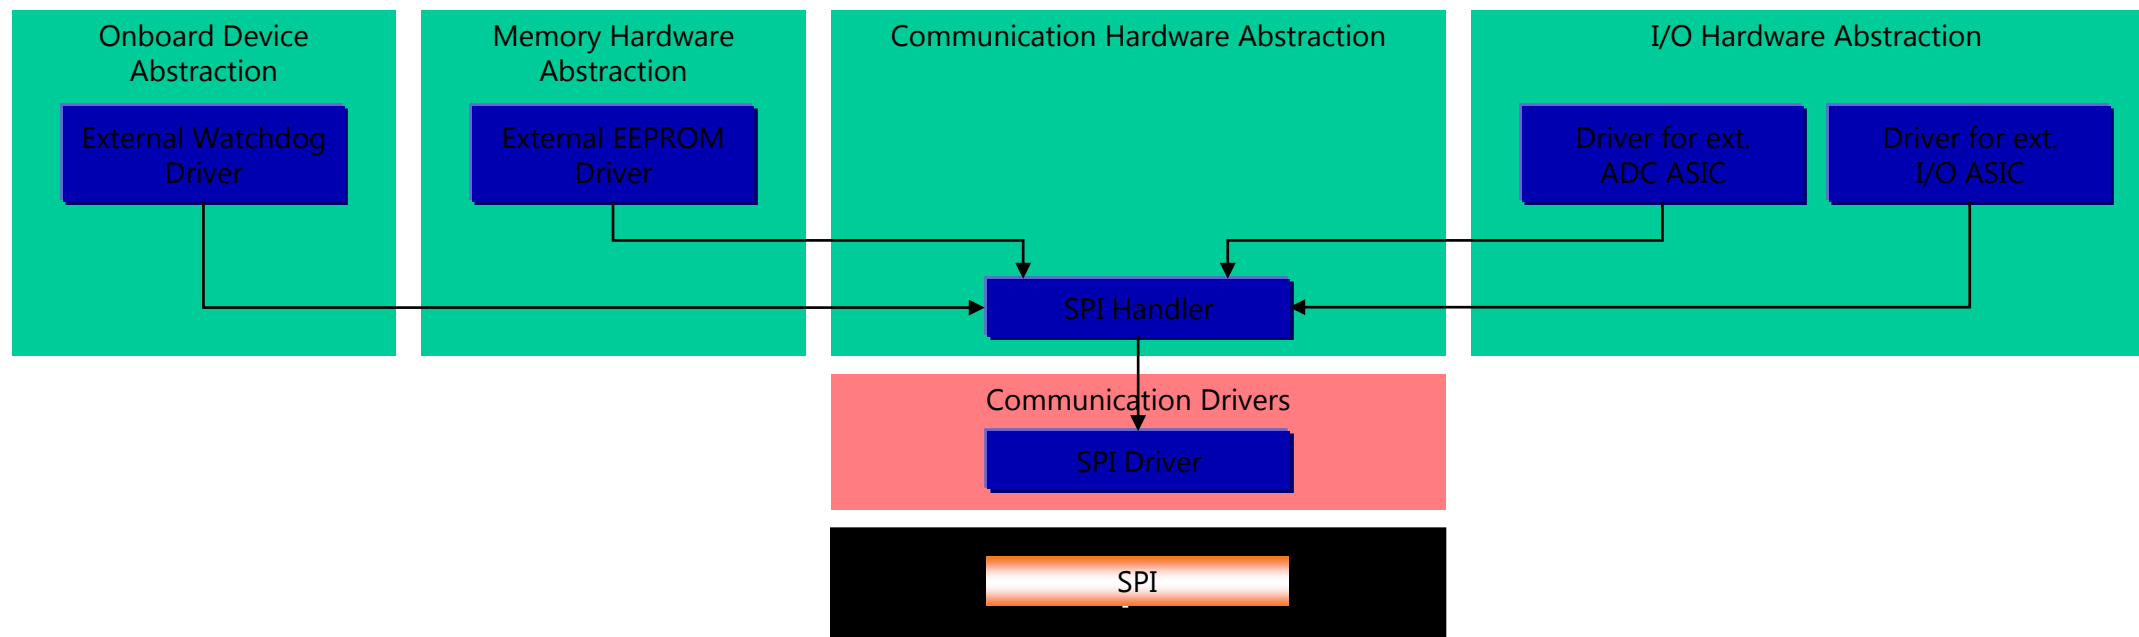 Onboard Device
Abstraction
External Watchdog
Driver
Memory Hardware
Abstraction
External EEPROM
Driver
Communication Hardware Abstraction
SPI Handler
I/O Hardware Abstraction
Driver for ext.
ADC ASIC
Driver for ext.
I/O ASIC
Communication Drivers
SPI Driver
SPI